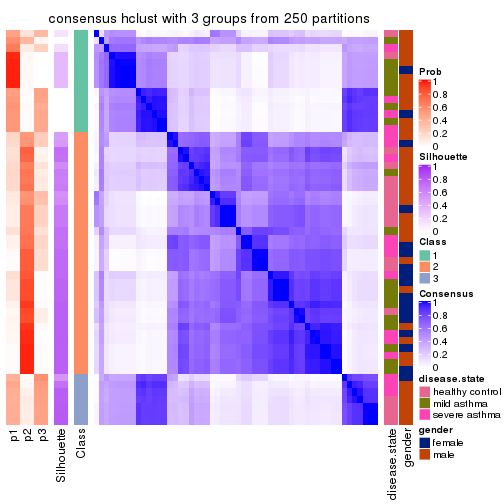 consensus hclust with 3 groups from 250 partitions
Prob
1
0.8
0.6
0.4
0.2
0
Silhouette
1
0.8
0.6
0.4
0.2
0
Class
1
2
3
Consensus
1
0.8
0.6
0.4
0.2
0
disease.state
healthy control
mild asthma
severe asthma
gender
female
male
p1
p2
p3
Silhouette
Class
disease.state
gender